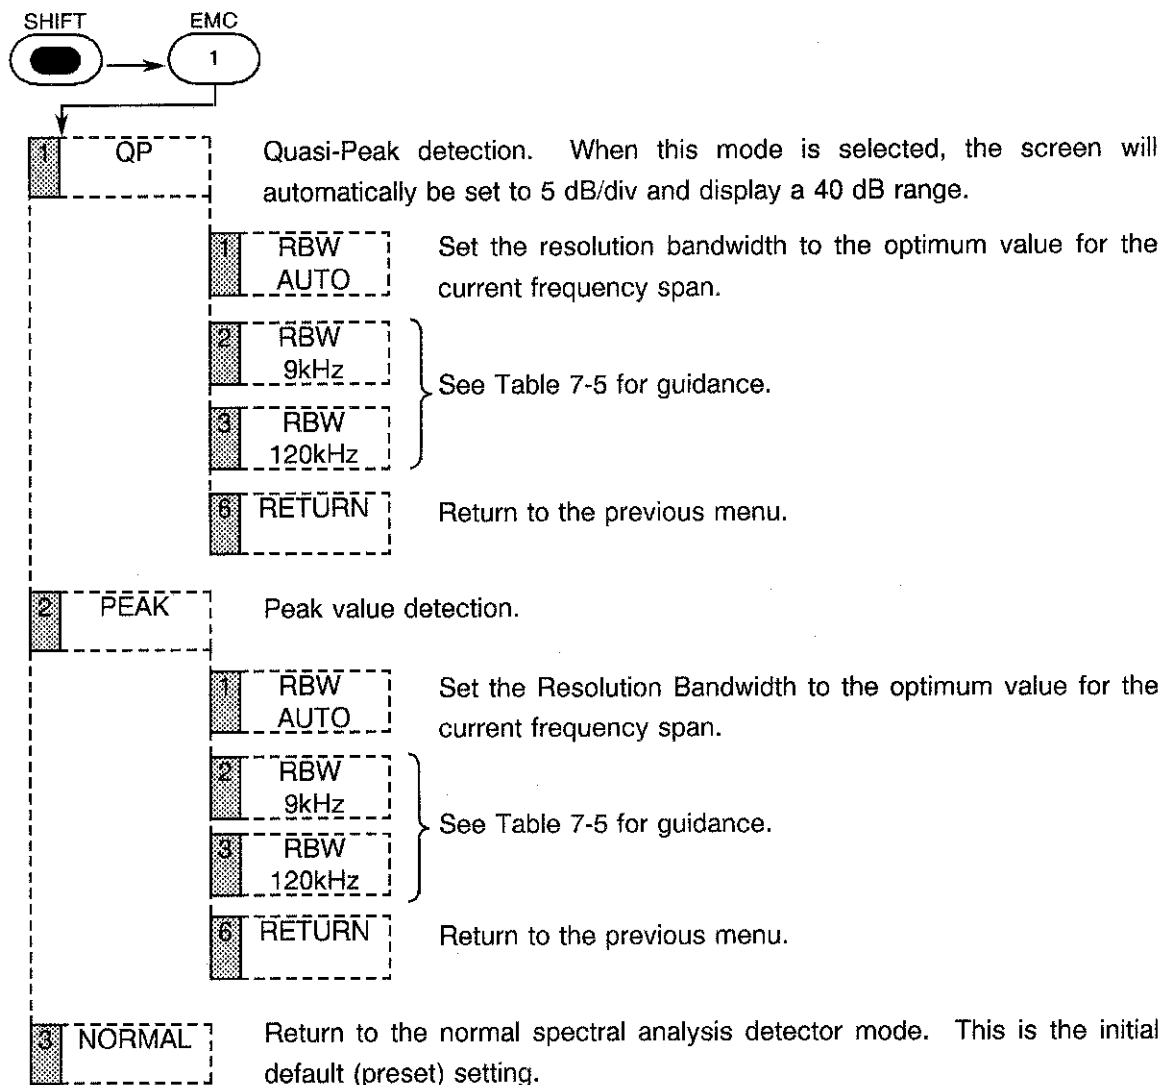 SHIFT EMC
1
1 QP Quasi-Peak detection. When this mode is selected, the screen will
automatically be set to 5 dB/div and display a 40 dB range.
1 RBW Set the resolution bandwidth to the optimum value for the
AUTO current frequency span.
2 RBW
9kHz
See Table 7-5 for guidance.
3 RBW
120kHz
6 RETURN Return to the previous menu.
2 PEAK Peak value detection.
1 RBW Set the Resolution Bandwidth to the optimum value for the
AUTO current frequency span.
2 RBW
9kHz
See Table 7-5 for guidance.
3 RBW
120kHz
6 RETURN Return to the previous menu.
3 NORMAL Return to the normal spectral analysis detector mode. This is the initial
default (preset) setting.